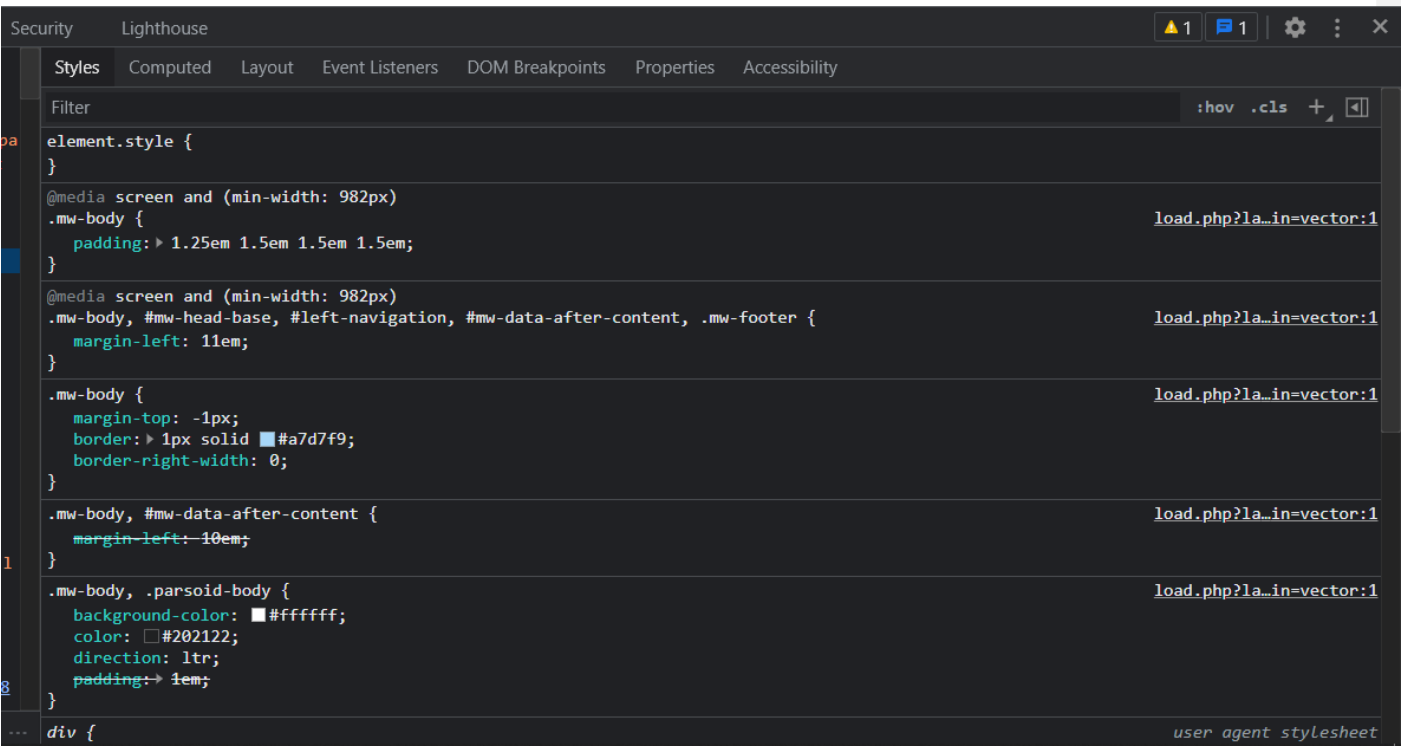 Security Lighthouse 1 1
Styles Computed Layout Event Listeners DOM Breakpoints Properties Accessibility
Filter :hov .cls
pa
element.style {
}
@media screen and (min-width: 982px)
.mw-body { load.php?la…in=vector:1
padding: 1.25em 1.5em 1.5em 1.5em;
}
@media screen and (min-width: 982px)
.mw-body, #mw-head-base, #left-navigation, #mw-data-after-content, .mw-footer { load.php?la…in=vector:1
margin-left: 11em;
}
.mw-body { load.php?la…in=vector:1
margin-top: -1px;
border: 1px solid #a7d7f9;
border-right-width: 0;
}
.mw-body, #mw-data-after-content { load.php?la…in=vector:1
margin-left: 10em;
l }
.mw-body, .parsoid-body { load.php?la…in=vector:1
background-color: #ffffff;
color: #202122;
direction: ltr;
padding: 1em;
8
}
... div { user agent stylesheet